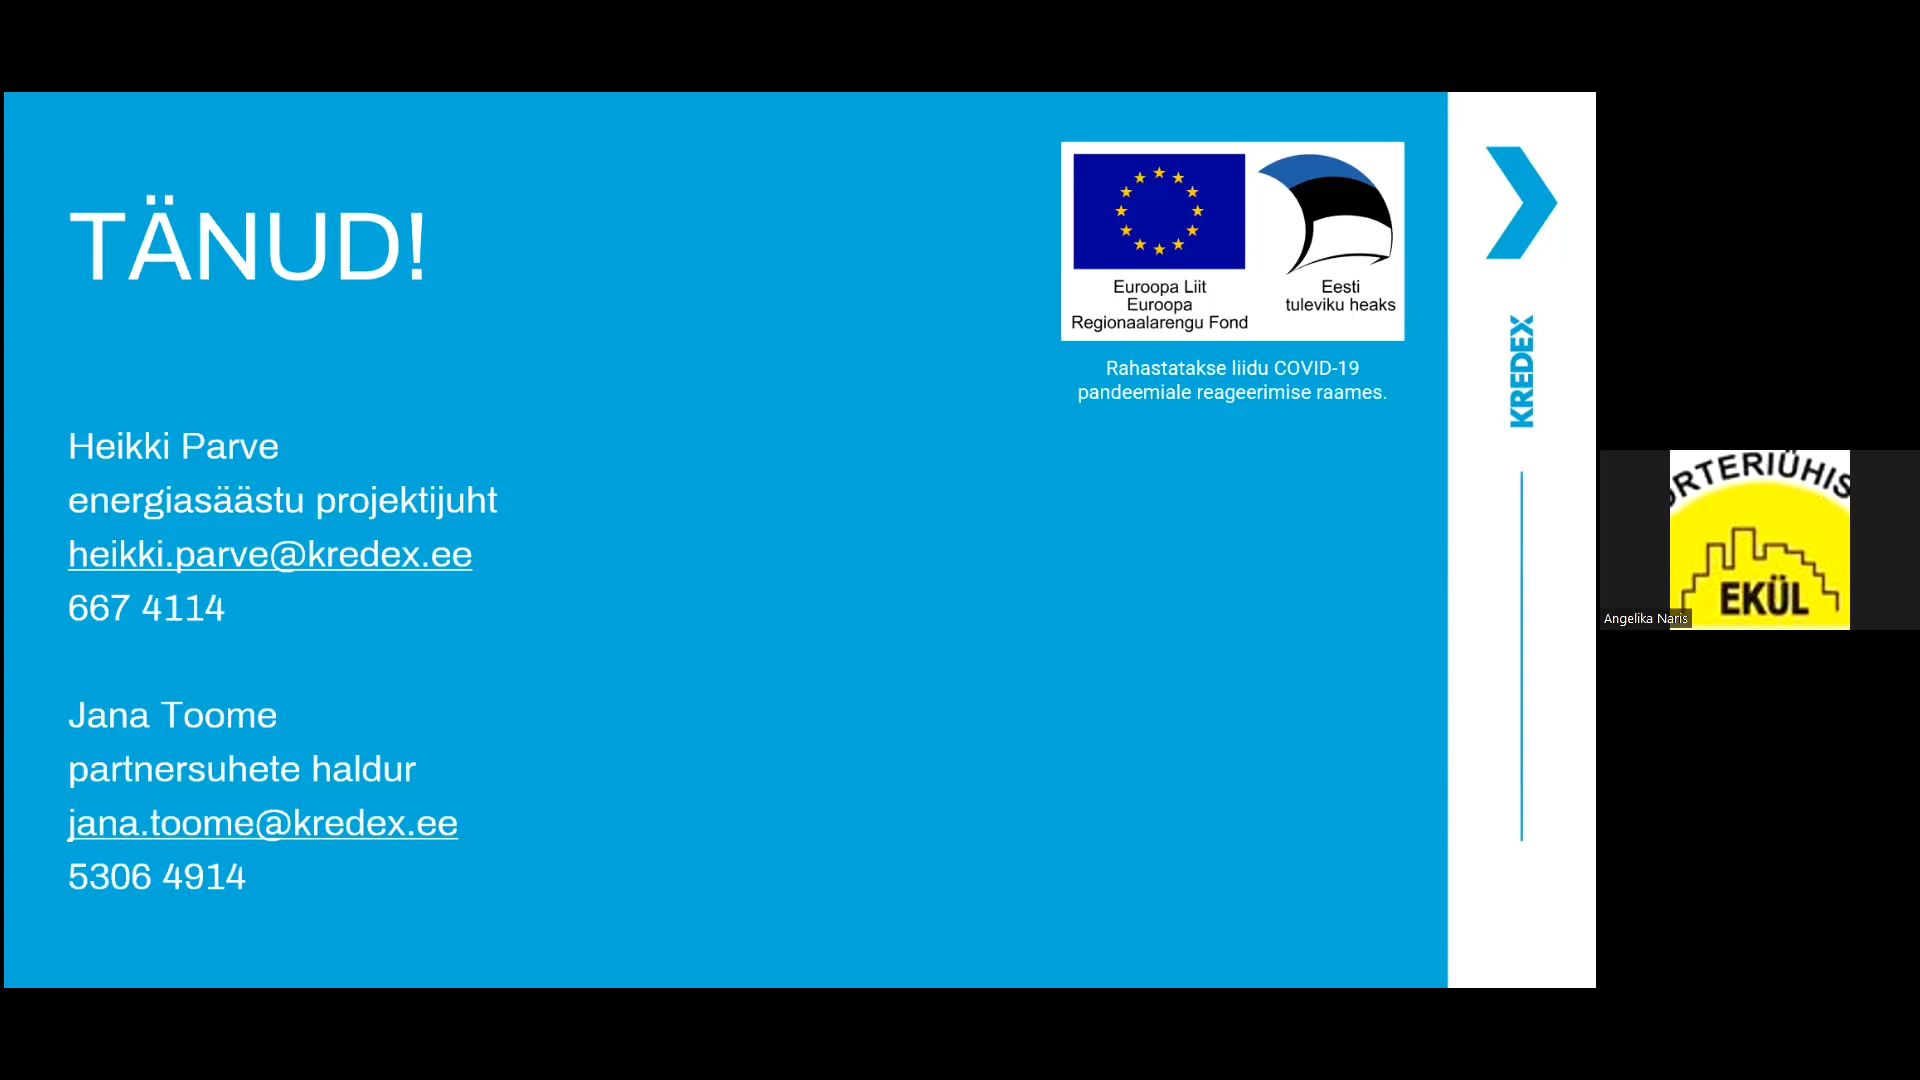 TÄNUD!
Heikki Parve
energiasäästu projektijuht
heikki.parve@kredex.ee
667 4114
Jana Toome
partnersuhete haldur
jana.toome@kredex.ee
5306 4914
Euroopa Liit
Euroopa
Regionaalarengu Fond
Eesti
tuleviku heaks
Rahastatakse liidu COVID-19
pandeemiale reageerimise raames.
KREDEX
ORTERIÜHIS
EKÜL
Angelika Naris